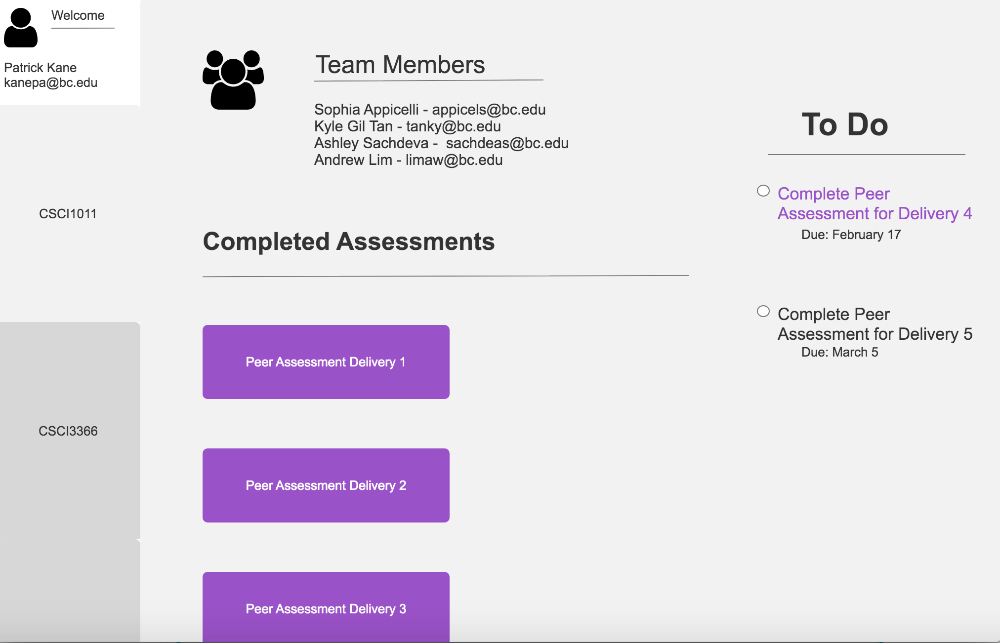 Welcome
Patrick Kane
kanepa@bc.edu
CSCI1011
CSCI3366
Team Members
Sophia Appicelli - appicels@bc.edu
Kyle Gil Tan - tanky@bc.edu
Ashley Sachdeva -  sachdeas@bc.edu
Andrew Lim - limaw@bc.edu
Completed Assessments
Peer Assessment Delivery 1
Peer Assessment Delivery 2
Peer Assessment Delivery 3
To Do
Complete Peer
Assessment for Delivery 4
Due: February 17
Complete Peer
Assessment for Delivery 5
Due: March 5